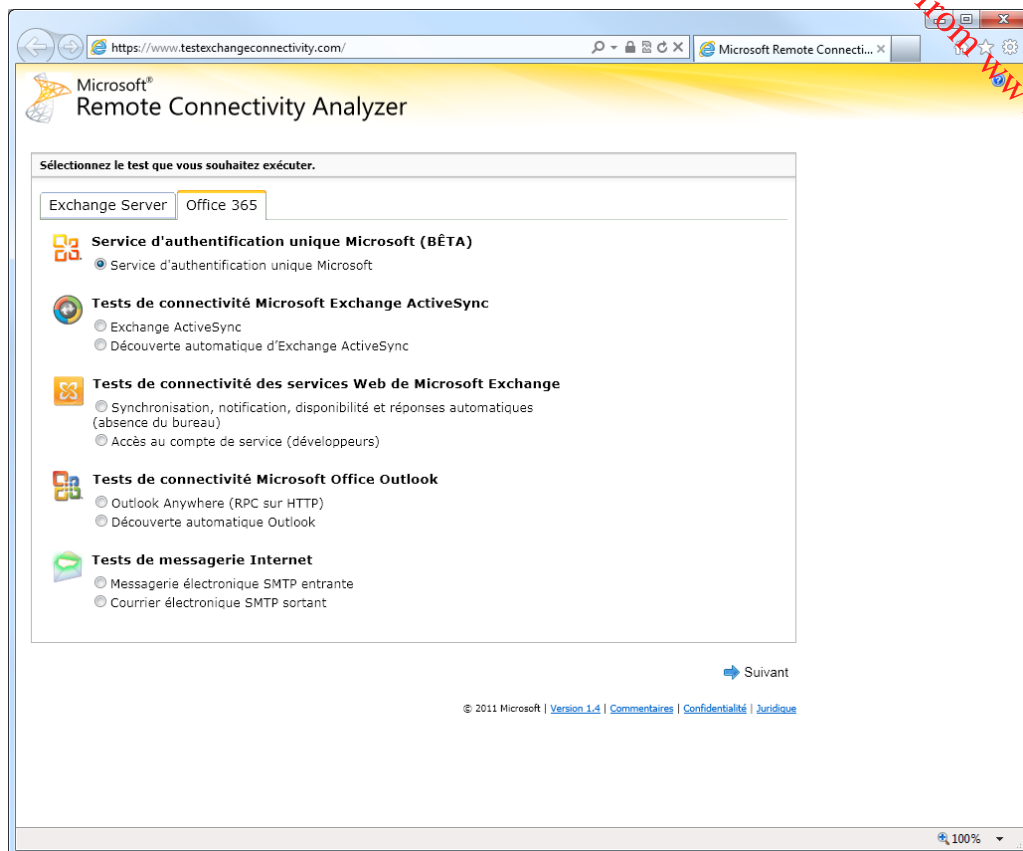 from ww
https://www.testexchangeconnectivity.com/
Microsoft Remote Connecti...
Microsoft®
Remote Connectivity Analyzer
Sélectionnez le test que vous souhaitez exécuter.
Exchange Server
Office 365
Service d'authentification unique Microsoft (BÊTA)
Service d'authentification unique Microsoft
Tests de connectivité Microsoft Exchange ActiveSync
Exchange ActiveSync
Découverte automatique d’Exchange ActiveSync
Tests de connectivité des services Web de Microsoft Exchange
Synchronisation, notification, disponibilité et réponses automatiques
(absence du bureau)
Accès au compte de service (développeurs)
Tests de connectivité Microsoft Office Outlook
Outlook Anywhere (RPC sur HTTP)
Découverte automatique Outlook
Tests de messagerie Internet
Messagerie électronique SMTP entrante
Courrier électronique SMTP sortant
Suivant
© 2011 Microsoft | Version 1.4 | Commentaires | Confidentialité | Juridique
100%